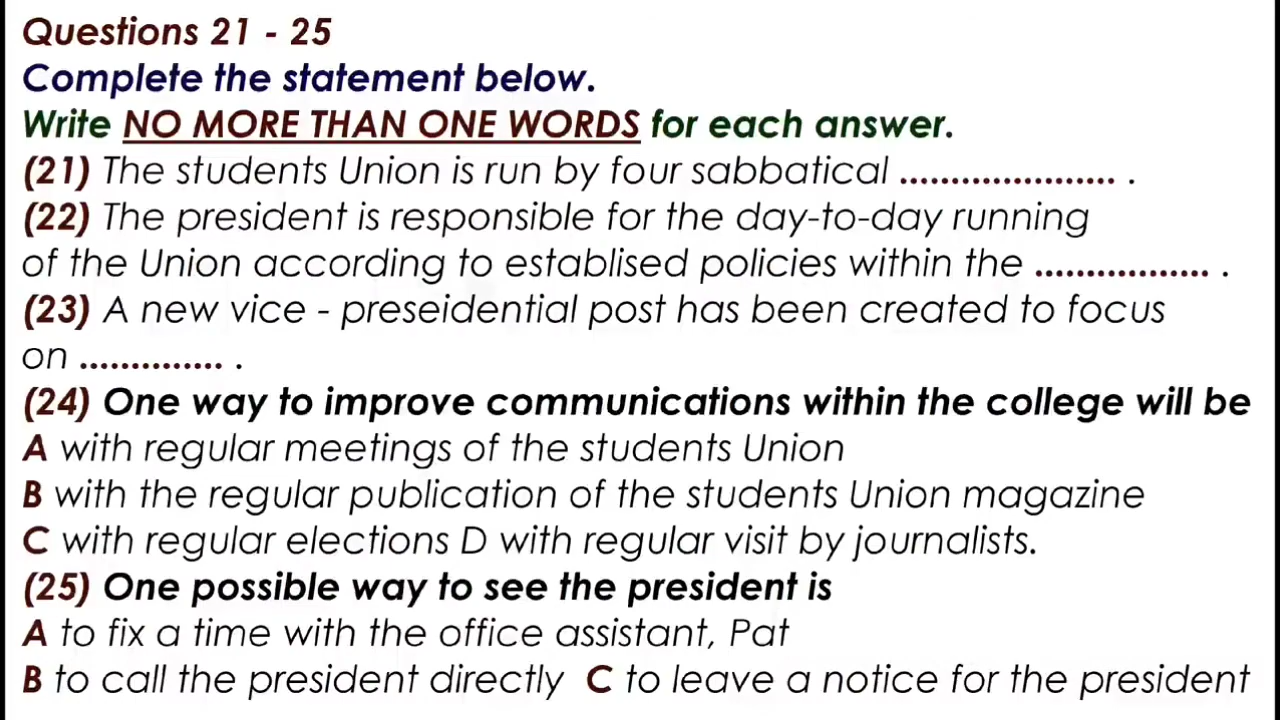 Questions 21 - 25
Complete the statement below.
Write NO MORE THAN ONE WORDS for each answer.
(21) The students Union is run by four sabbatical ..................... .
(22) The president is responsible for the day-to-day running
of the Union according to establised policies within the ................. .
(23) A new vice - preseidential post has been created to focus
on .............. .
(24) One way to improve communications within the college will be
A with regular meetings of the students Union
B with the regular publication of the students Union magazine
C with regular elections D with regular visit by journalists.
(25) One possible way to see the president is
A to fix a time with the office assistant, Pat
B to call the president directly C to leave a notice for the president